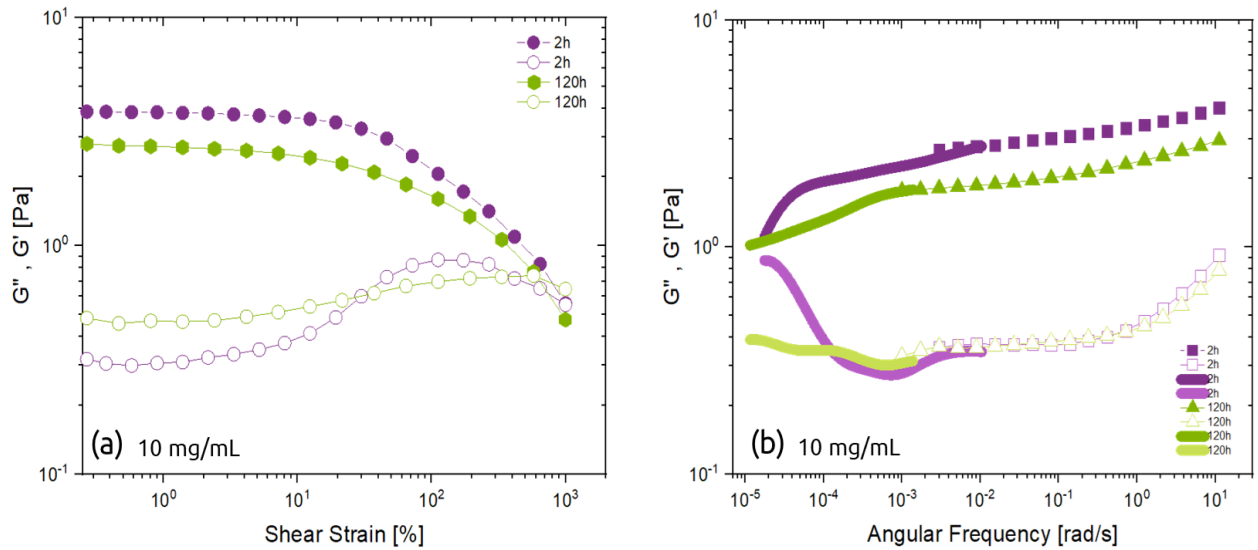 10¹
10⁰
10⁻¹
G'' , G' [Pa]
2h
2h
120h
120h
(a) 10 mg/mL
10⁰
10¹
10²
10³
Shear Strain [%]
10¹
10⁰
10⁻¹
G'' , G' [Pa]
2h
2h
2h
2h
120h
120h
120h
120h
(b) 10 mg/mL
10⁻⁵
10⁻⁴
10⁻³
10⁻²
10⁻¹
10⁰
10¹
Angular Frequency [rad/s]